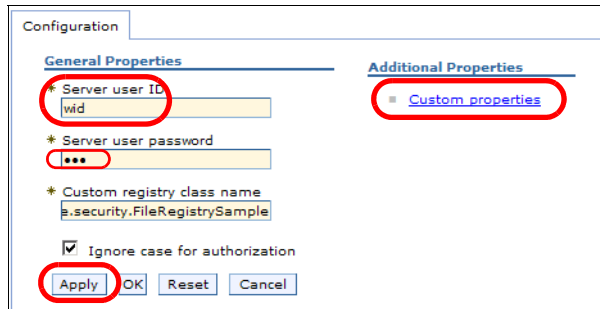 Configuration
General Properties
* Server user ID
wid
* Server user password
•••
* Custom registry class name
e.security.FileRegistrySample
Ignore case for authorization
Apply OK Reset Cancel
Additional Properties
Custom properties